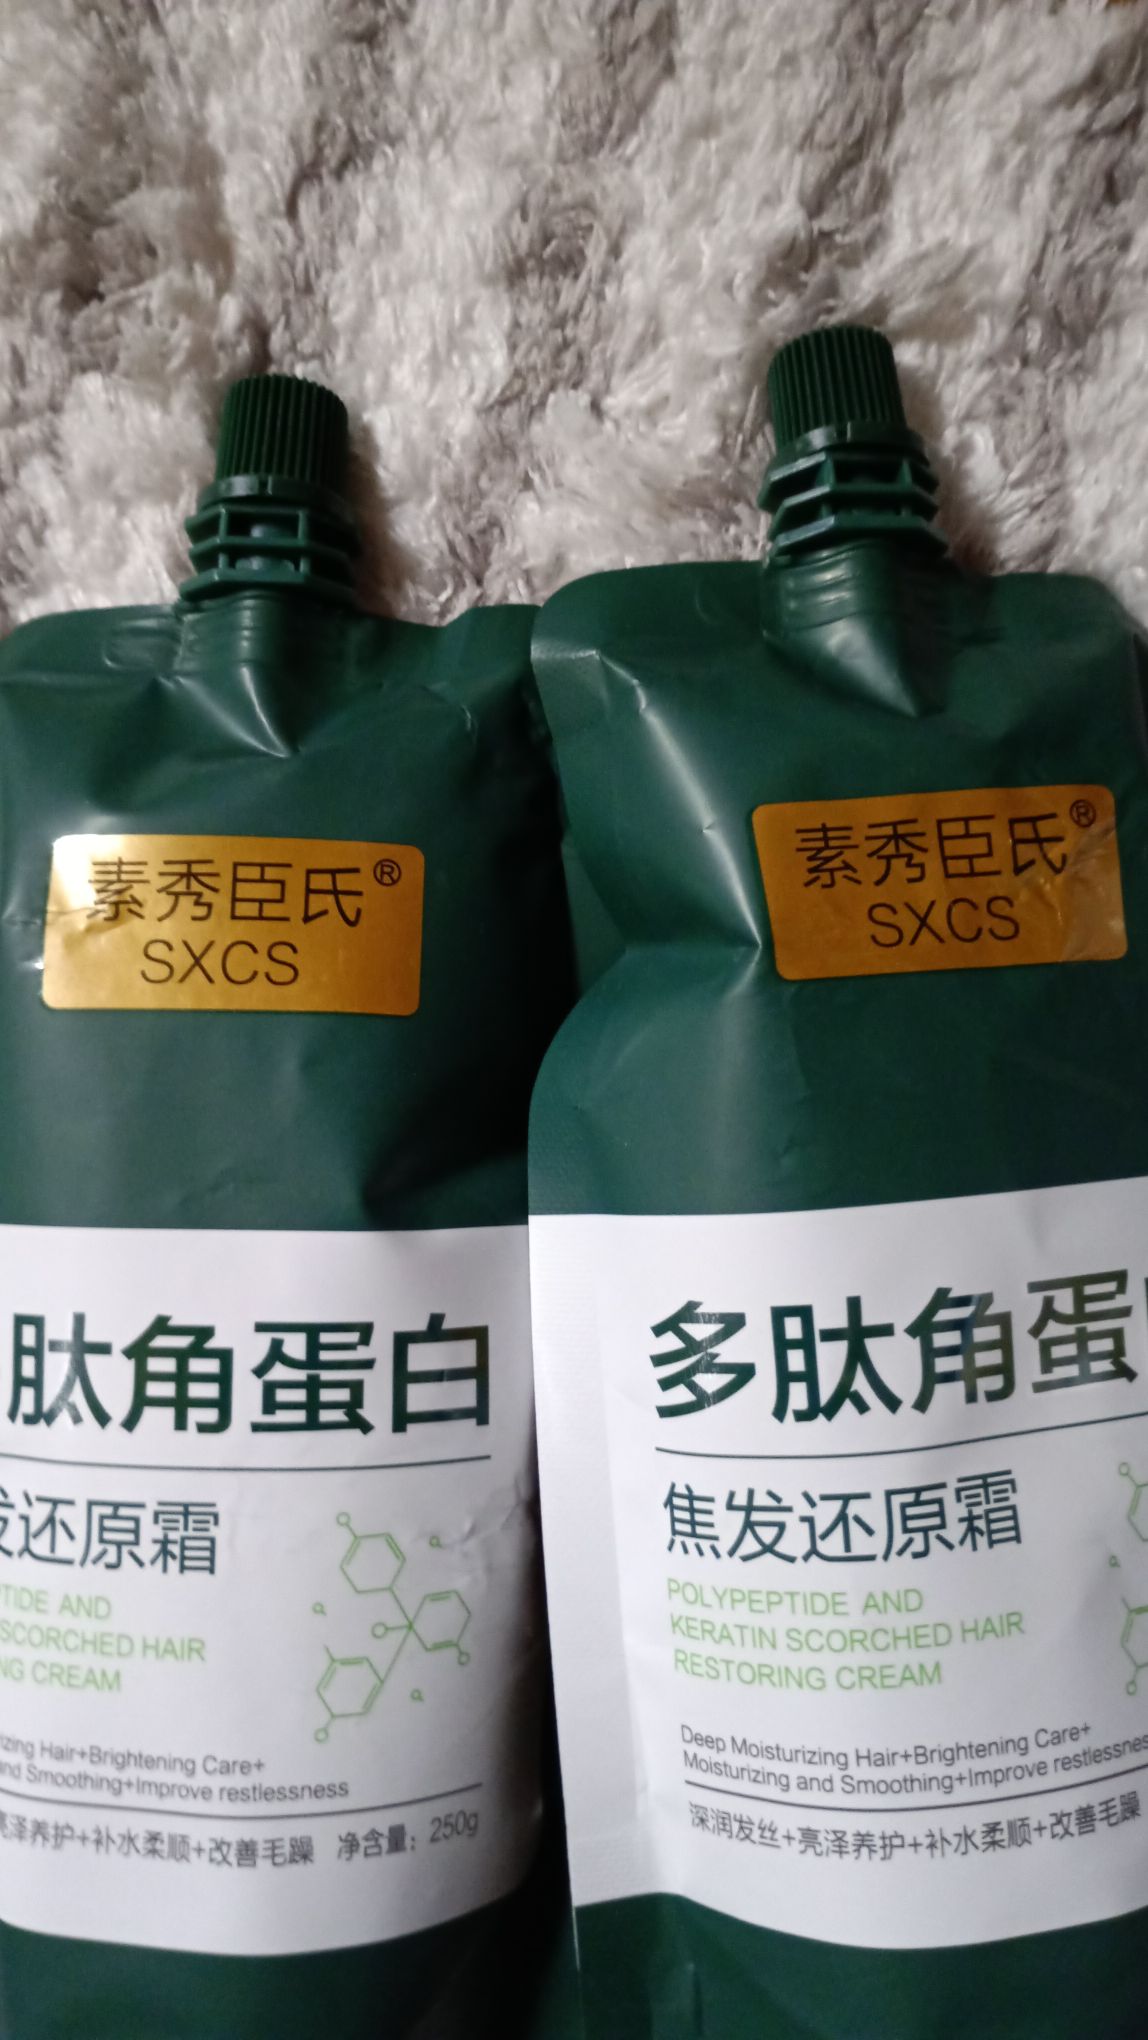 素秀臣氏®
SXCS
肽角蛋白
发还原霜
TIDE AND
SCORCHED HAIR
NG CREAM
izing Hair+Brightening Care+
and Smoothing+Improve restlessness
亮泽养护+补水柔顺+改善毛躁 净含量：250g
素秀臣氏®
SXCS
多肽角蛋
焦发还原霜
POLYPEPTIDE AND
KERATIN SCORCHED HAIR
RESTORING CREAM
Deep Moisturizing Hair+Brightening Care+
Moisturizing and Smoothing+Improve restlessness
深润发丝+亮泽养护+补水柔顺+改善毛躁